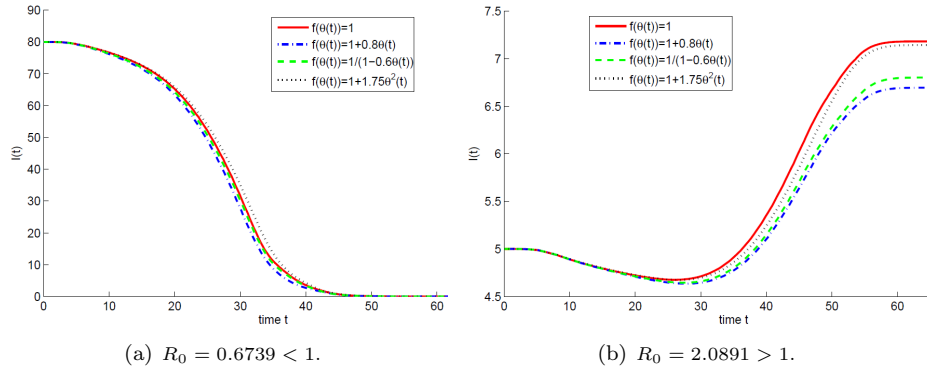 80
70
60
50
40
30
20
10
0
I(t)
0 10 20 30 40 50 60
time t
f(θ(t))=1
f(θ(t))=1+0.8θ(t)
f(θ(t))=1/(1−0.6θ(t))
f(θ(t))=1+1.75θ²(t)
(a) R₀ = 0.6739 < 1.
7.5
7
6.5
6
5.5
5
4.5
I(t)
0 10 20 30 40 50 60
time t
f(θ(t))=1
f(θ(t))=1+0.8θ(t)
f(θ(t))=1/(1−0.6θ(t))
f(θ(t))=1+1.75θ²(t)
(b) R₀ = 2.0891 > 1.